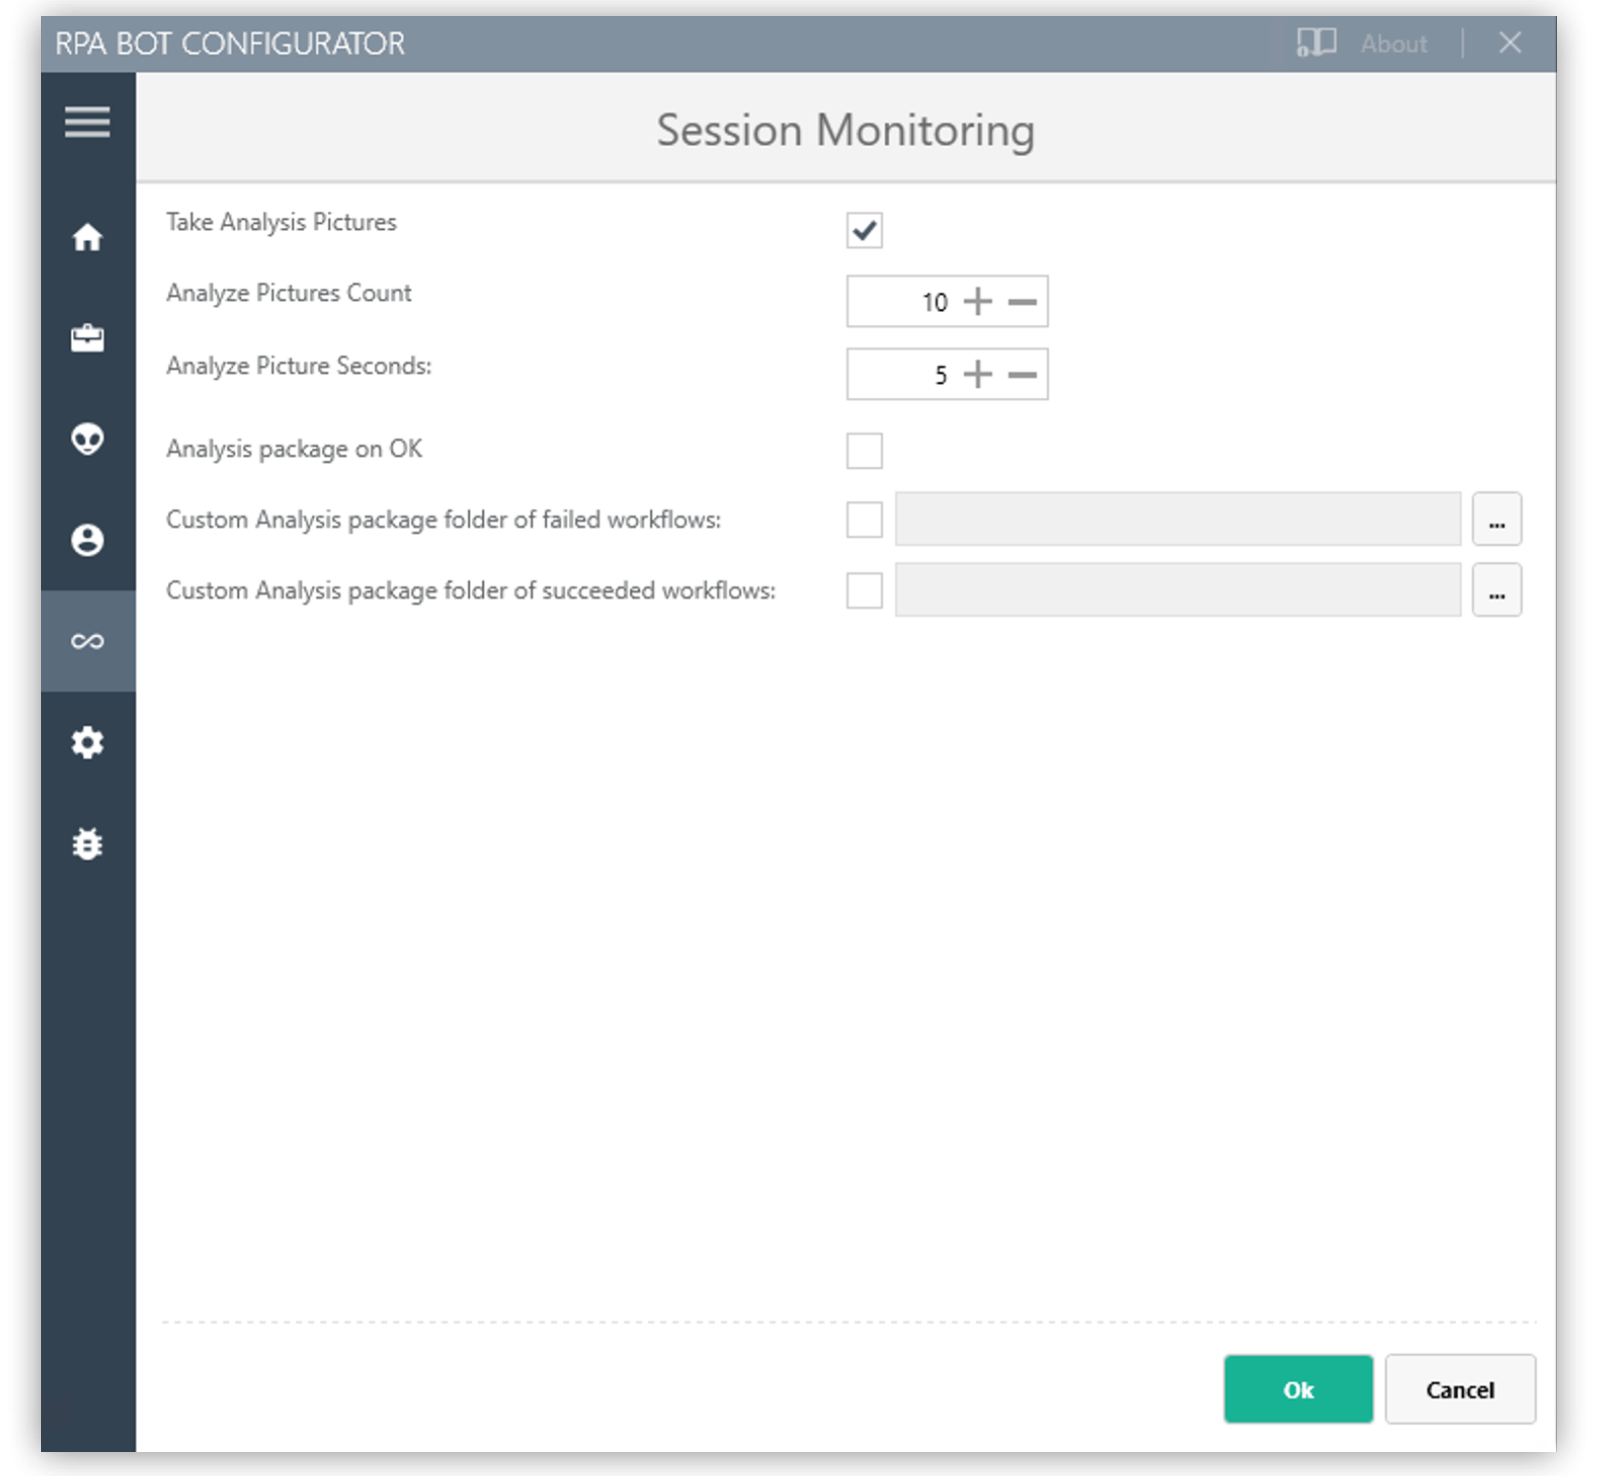 RPA BOT CONFIGURATOR
About
Session Monitoring
Take Analysis Pictures
Analyze Pictures Count
10
Analyze Picture Seconds:
5
Analysis package on OK
Custom Analysis package folder of failed workflows:
...
Custom Analysis package folder of succeeded workflows:
...
Ok
Cancel